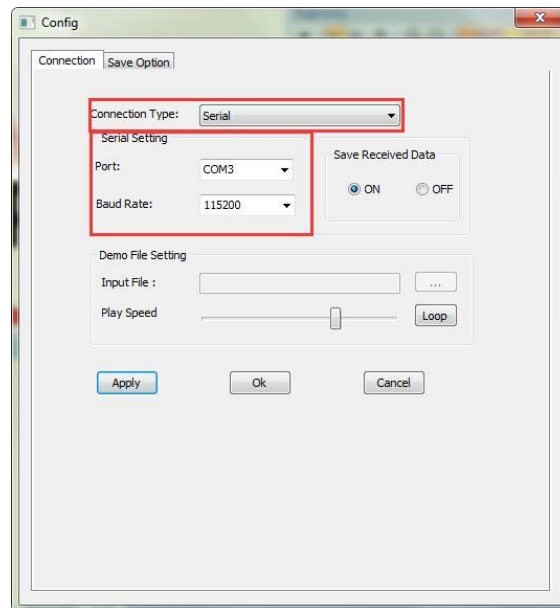 Config
Connection
Save Option
Connection Type:
Serial
Serial Setting
Port:
COM3
Baud Rate:
115200
Save Received Data
ON
OFF
Demo File Setting
Input File :
...
Play Speed
Loop
Apply
Ok
Cancel